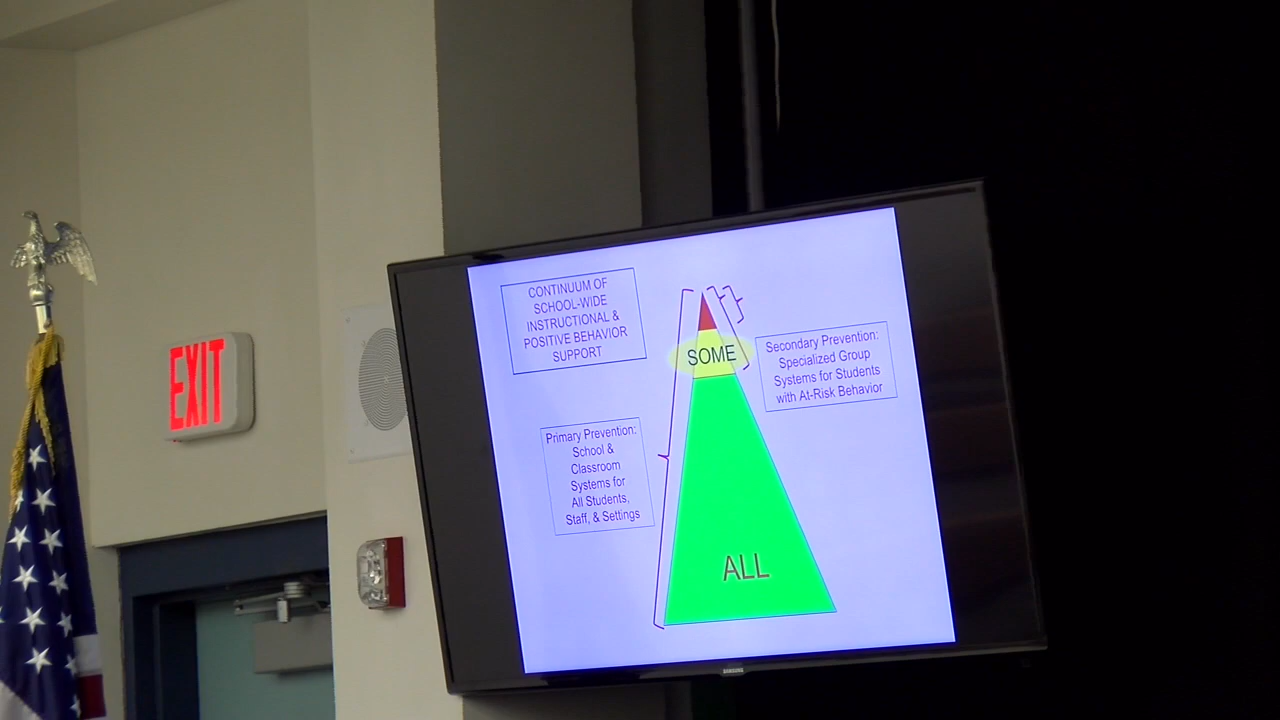 EXIT
CONTINUUM OF
SCHOOL-WIDE
INSTRUCTIONAL &
POSITIVE BEHAVIOR
SUPPORT
SOME
Secondary Prevention:
Specialized Group
Systems for Students
with At-Risk Behavior
Primary Prevention:
School &
Classroom
Systems for
All Students,
Staff, & Settings
ALL
SAMSUNG